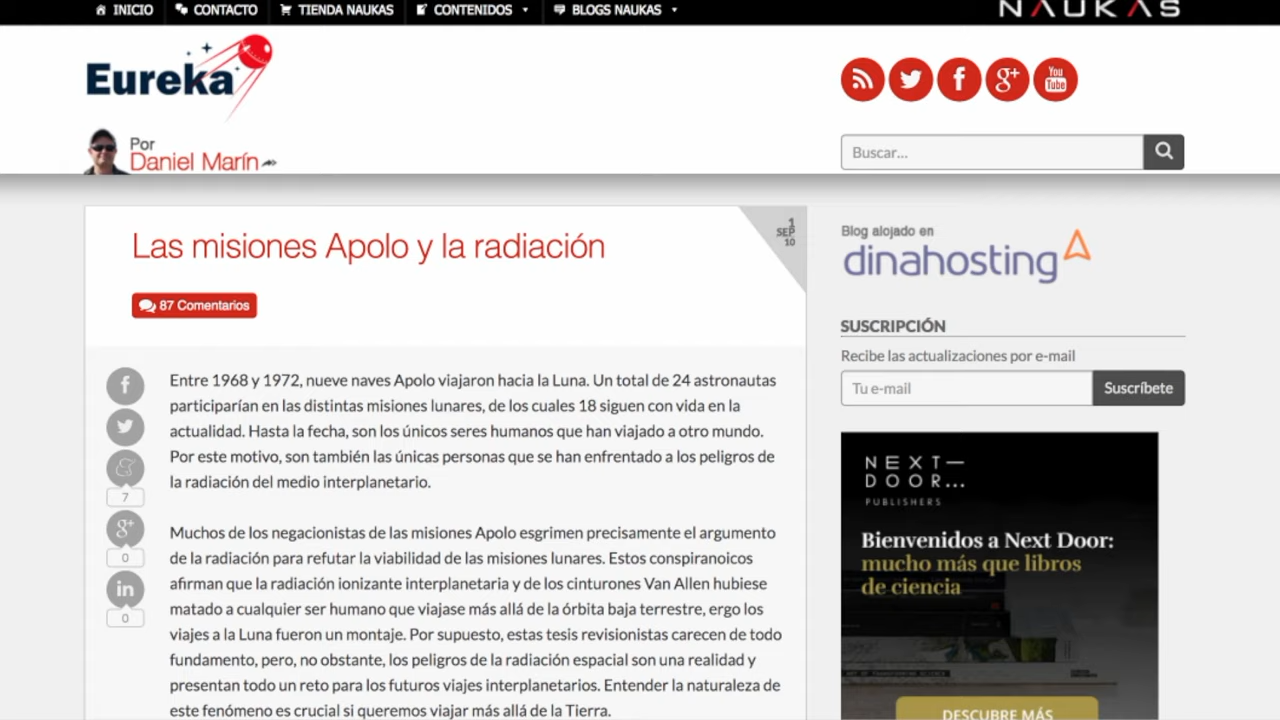 INICIO CONTACTO TIENDA NAUKAS CONTENIDOS BLOGS NAUKAS NAUKAS
Eureka
Por
Daniel Marín
Buscar...
You
Tube
g+
Las misiones Apolo y la radiación
1
SEP
10
87 Comentarios
Entre 1968 y 1972, nueve naves Apolo viajaron hacia la Luna. Un total de 24 astronautas
participarían en las distintas misiones lunares, de los cuales 18 siguen con vida en la
actualidad. Hasta la fecha, son los únicos seres humanos que han viajado a otro mundo.
Por este motivo, son también las únicas personas que se han enfrentado a los peligros de
la radiación del medio interplanetario.
Muchos de los negacionistas de las misiones Apolo esgrimen precisamente el argumento
de la radiación para refutar la viabilidad de las misiones lunares. Estos conspiranoicos
afirman que la radiación ionizante interplanetaria y de los cinturones Van Allen hubiese
matado a cualquier ser humano que viajase más allá de la órbita baja terrestre, ergo los
viajes a la Luna fueron un montaje. Por supuesto, estas tesis revisionistas carecen de todo
fundamento, pero, no obstante, los peligros de la radiación espacial son una realidad y
presentan todo un reto para los futuros viajes interplanetarios. Entender la naturaleza de
este fenómeno es crucial si queremos viajar más allá de la Tierra.
7
g+
0
in
0
Blog alojado en
dinahosting
SUSCRIPCIÓN
Recibe las actualizaciones por e-mail
Tu e-mail Suscríbete
NEXT—
DOOR...
PUBLISHERS
Bienvenidos a Next Door:
mucho más que libros
de ciencia
DESCUBRE MÁS